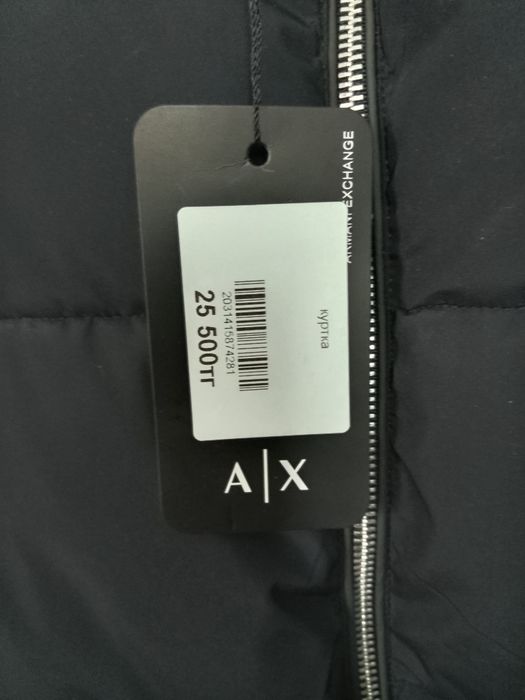 ARMANI EXCHANGE
куртка
2031415874281
25 500тг
A|X